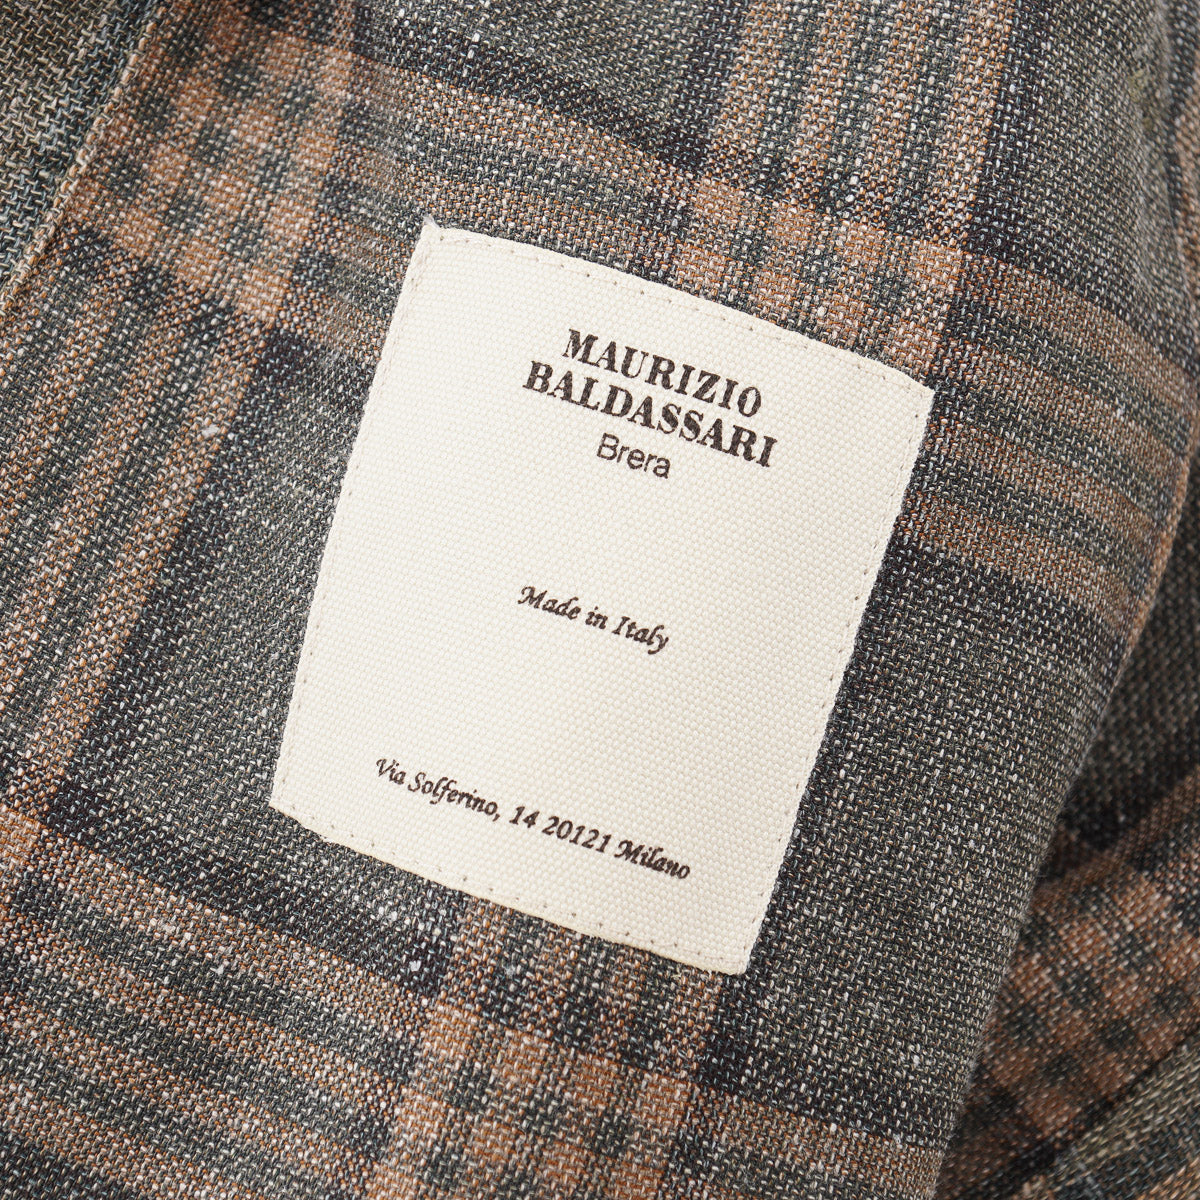 MAURIZIO
BALDASSARI
Brera
Made in Italy
Via Solferino, 14 20121 Milano